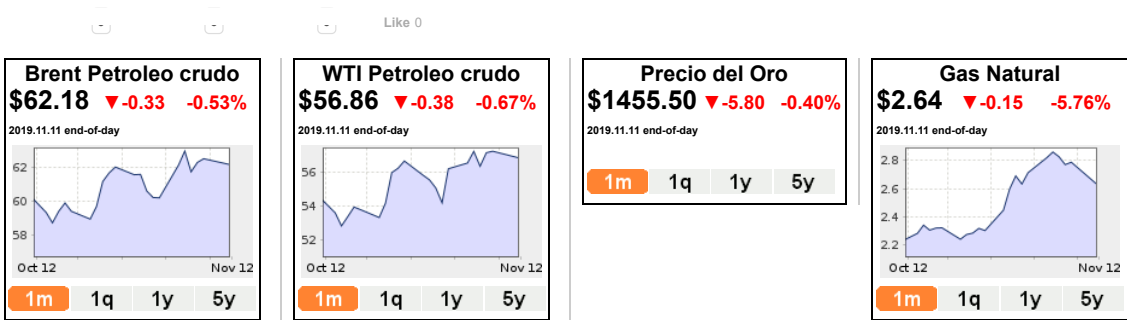 Like 0
Brent Petroleo crudo
$62.18 ▼-0.33 -0.53%
2019.11.11 end-of-day
62
60
58
Oct 12 Nov 12
1m 1q 1y 5y
WTI Petroleo crudo
$56.86 ▼-0.38 -0.67%
2019.11.11 end-of-day
56
54
52
Oct 12 Nov 12
1m 1q 1y 5y
Precio del Oro
$1455.50 ▼-5.80 -0.40%
2019.11.11 end-of-day
1m 1q 1y 5y
Gas Natural
$2.64 ▼-0.15 -5.76%
2019.11.11 end-of-day
2.8
2.6
2.4
2.2
Oct 12 Nov 12
1m 1q 1y 5y